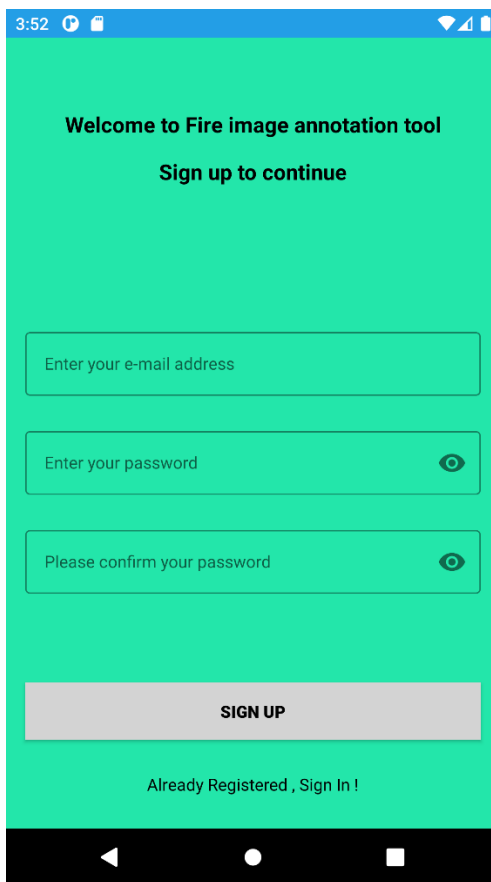 3:52
Welcome to Fire image annotation tool
Sign up to continue
Enter your e-mail address
Enter your password
Please confirm your password
SIGN UP
Already Registered , Sign In !